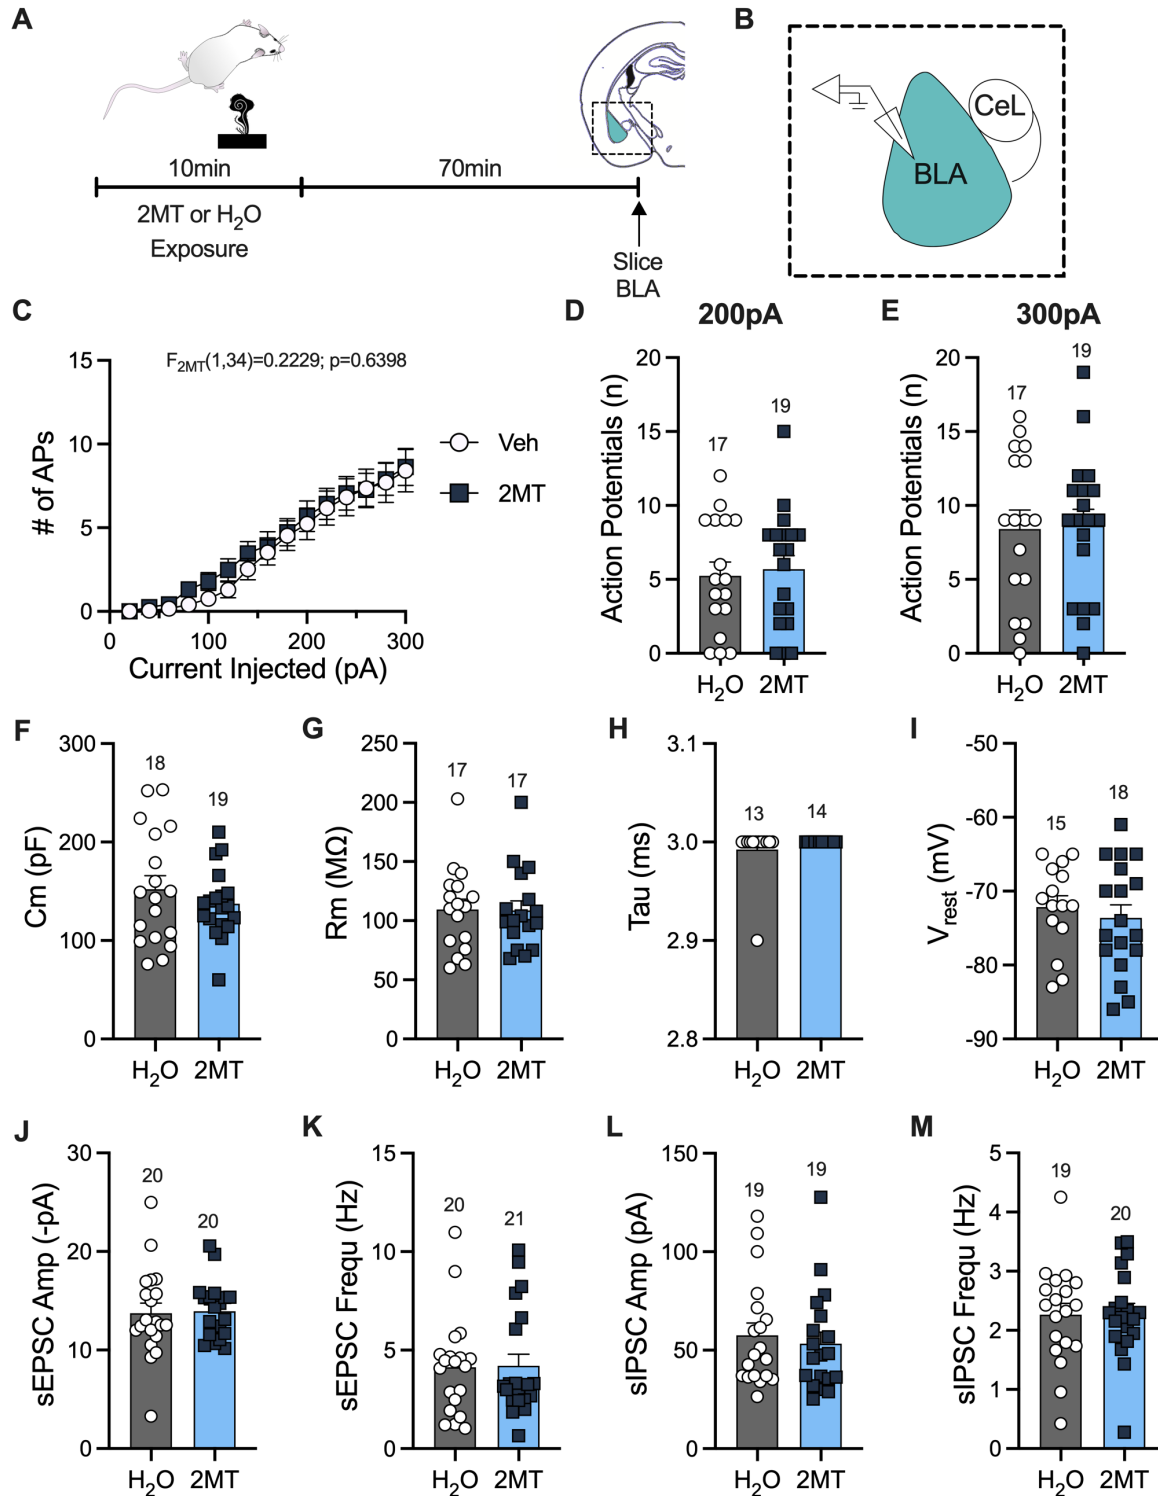 A
10min
70min
2MT or H₂O
Exposure
Slice
BLA
B
CeL
BLA
C
F2MT(1,34)=0.2229; p=0.6398
15
10
5
0
# of APs
0 100 200 300
Current Injected (pA)
Veh
2MT
D
200pA
20
15
10
5
0
Action Potentials (n)
17
19
H₂O 2MT
E
300pA
20
15
10
5
0
Action Potentials (n)
17
19
H₂O 2MT
F
300
200
100
0
Cm (pF)
18
19
H₂O 2MT
G
250
200
150
100
50
0
Rm (MΩ)
17
17
H₂O 2MT
H
3.1
3.0
2.9
2.8
Tau (ms)
13
14
H₂O 2MT
I
-50
-60
-70
-80
-90
Vrest (mV)
15
18
H₂O 2MT
J
30
20
10
0
sEPSC Amp (-pA)
20
20
H₂O 2MT
K
15
10
5
0
sEPSC Frequ (Hz)
20
21
H₂O 2MT
L
150
100
50
0
sIPSC Amp (pA)
19
19
H₂O 2MT
M
5
4
3
2
1
0
sIPSC Frequ (Hz)
19
20
H₂O 2MT